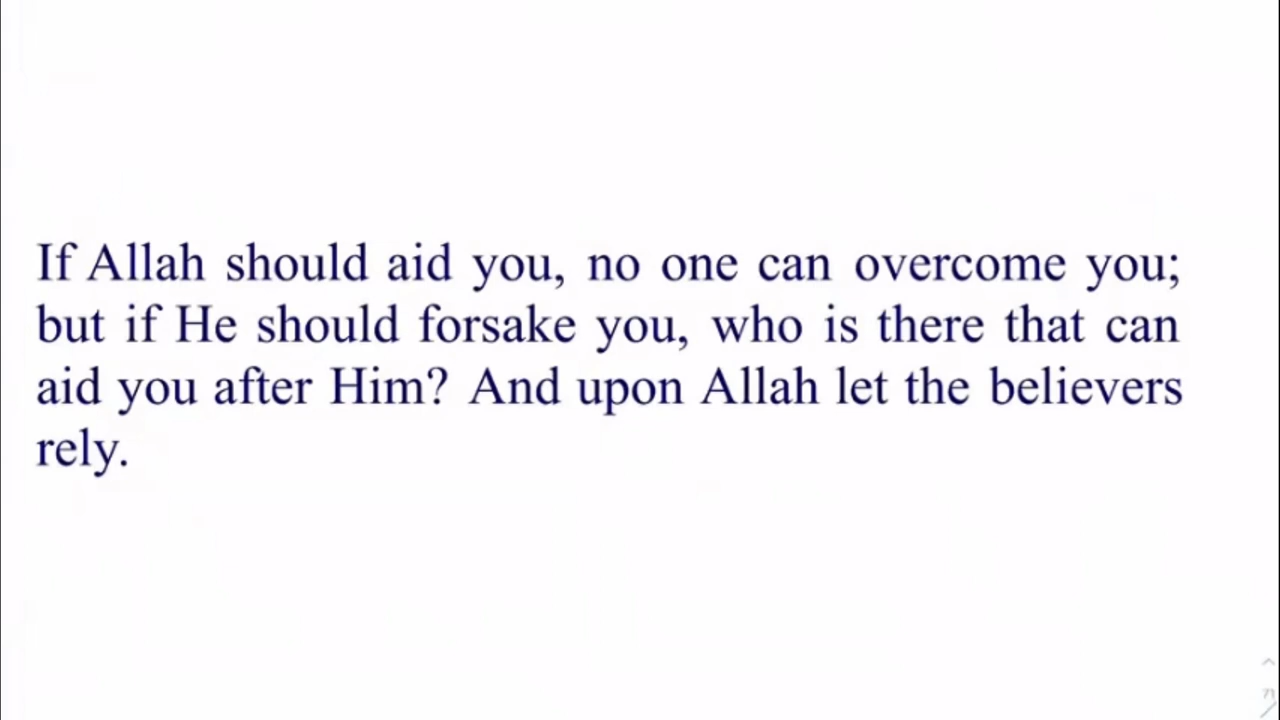 If Allah should aid you, no one can overcome you;
but if He should forsake you, who is there that can
aid you after Him? And upon Allah let the believers
rely.